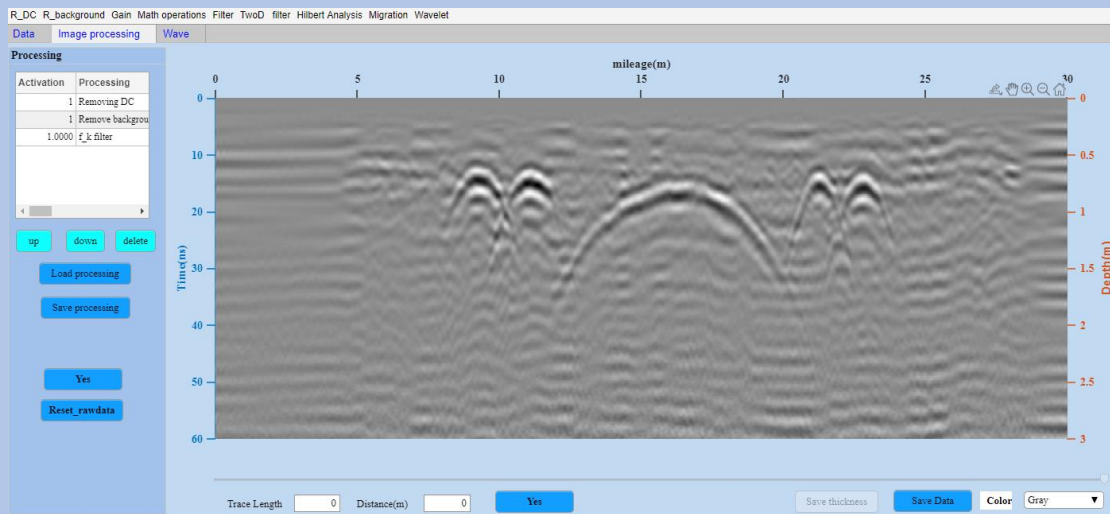 R_DC R_background Gain Math operations Filter TwoD filter Hilbert Analysis Migration Wavelet
Data Image processing Wave
Processing
Activation Processing
1 Removing DC
1 Remove backgrou
1.0000 f_k filter
up down delete
Load processing
Save processing
Yes
Reset_rawdata
mileage(m)
0 5 10 15 20 25 30
0 0
10 0.5
20 1
30 1.5
40 2
50 2.5
60 3
Time(ns)
Depth(m)
Trace Length 0 Distance(m) 0 Yes Save thickness Save Data Color Gray